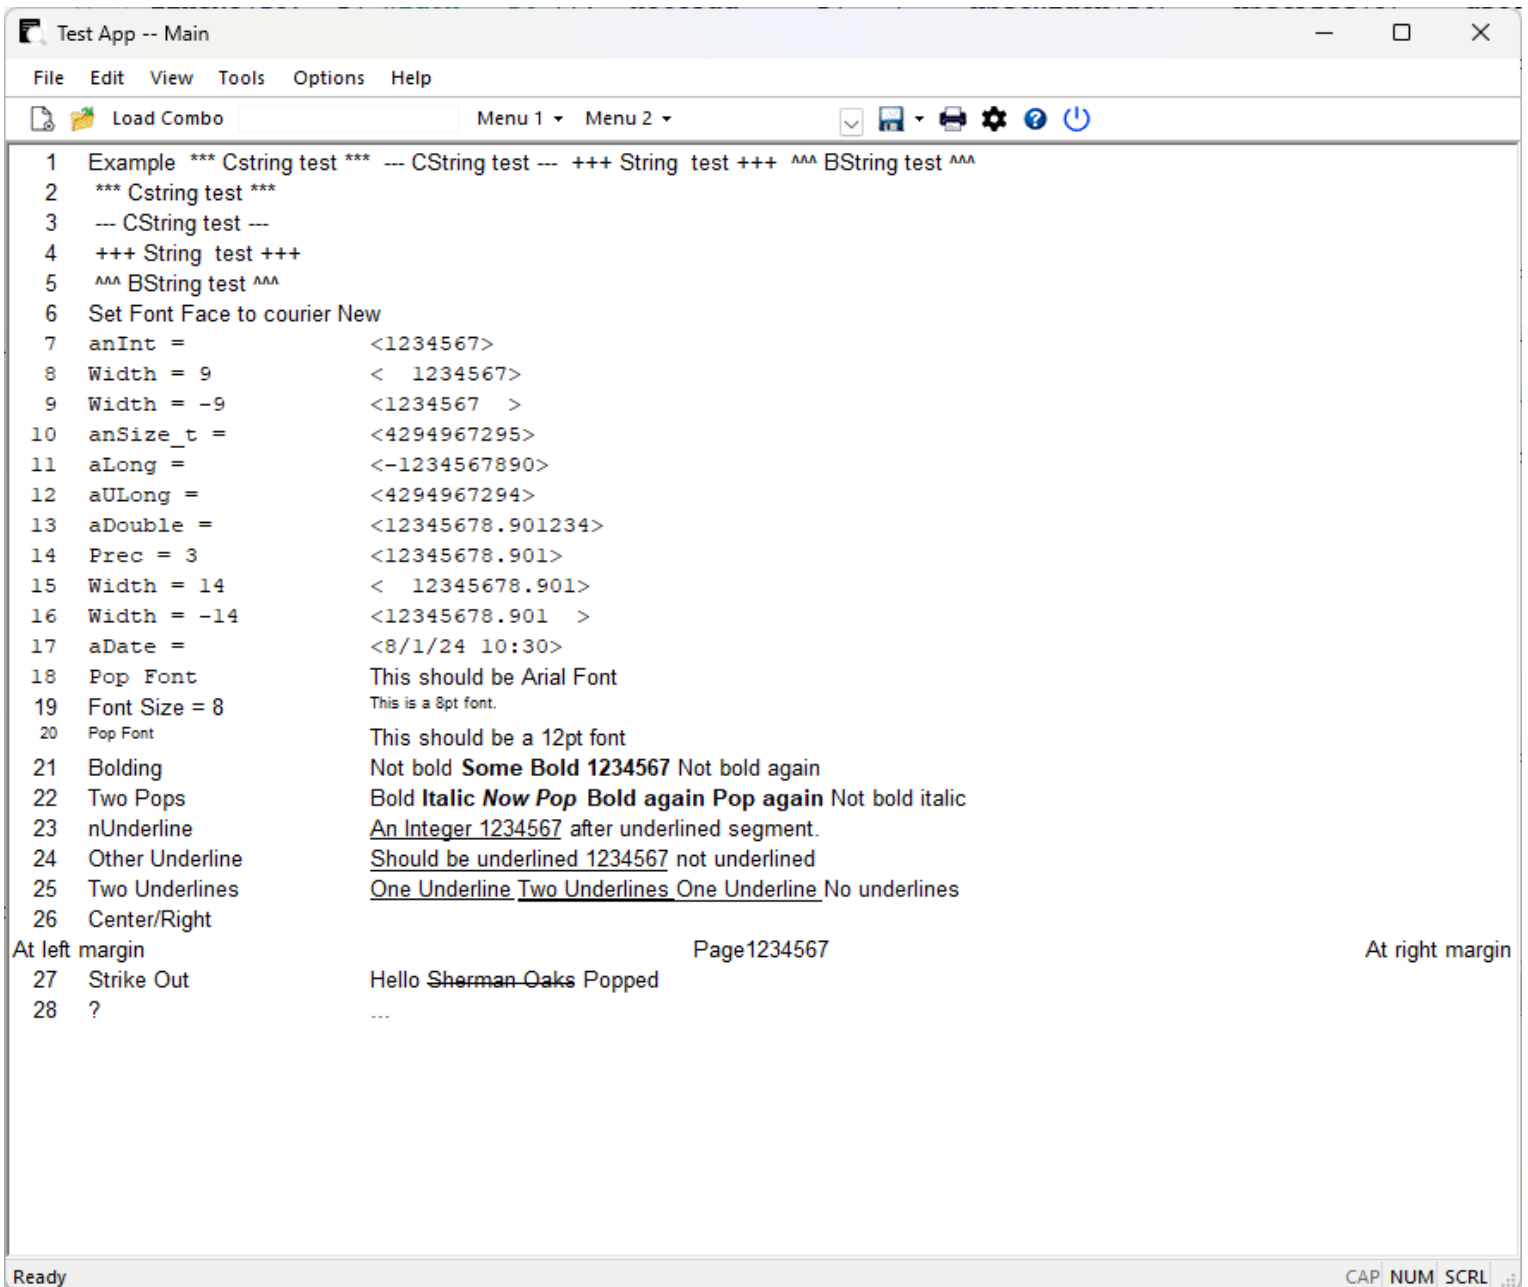 Test App -- Main
File Edit View Tools Options Help
Load Combo Menu 1 Menu 2
1 Example *** Cstring test *** --- CString test --- +++ String  test +++ ^^^ BString test ^^^
2 *** Cstring test ***
3 --- CString test ---
4 +++ String  test +++
5 ^^^ BString test ^^^
6 Set Font Face to courier New
7 anInt = <1234567>
8 Width = 9 <  1234567>
9 Width = -9 <1234567  >
10 anSize_t = <4294967295>
11 aLong = <-1234567890>
12 aULong = <4294967294>
13 aDouble = <12345678.901234>
14 Prec = 3 <12345678.901>
15 Width = 14 <  12345678.901>
16 Width = -14 <12345678.901  >
17 aDate = <8/1/24 10:30>
18 Pop Font This should be Arial Font
19 Font Size = 8 This is a 8pt font.
20 Pop Font This should be a 12pt font
21 Bolding Not bold Some Bold 1234567 Not bold again
22 Two Pops Bold Italic Now Pop Bold again Pop again Not bold italic
23 nUnderline An Integer 1234567 after underlined segment.
24 Other Underline Should be underlined 1234567 not underlined
25 Two Underlines One Underline Two Underlines One Underline No underlines
26 Center/Right
At left margin Page1234567 At right margin
27 Strike Out Hello Sherman Oaks Popped
28 ? ...
Ready CAP NUM SCRL